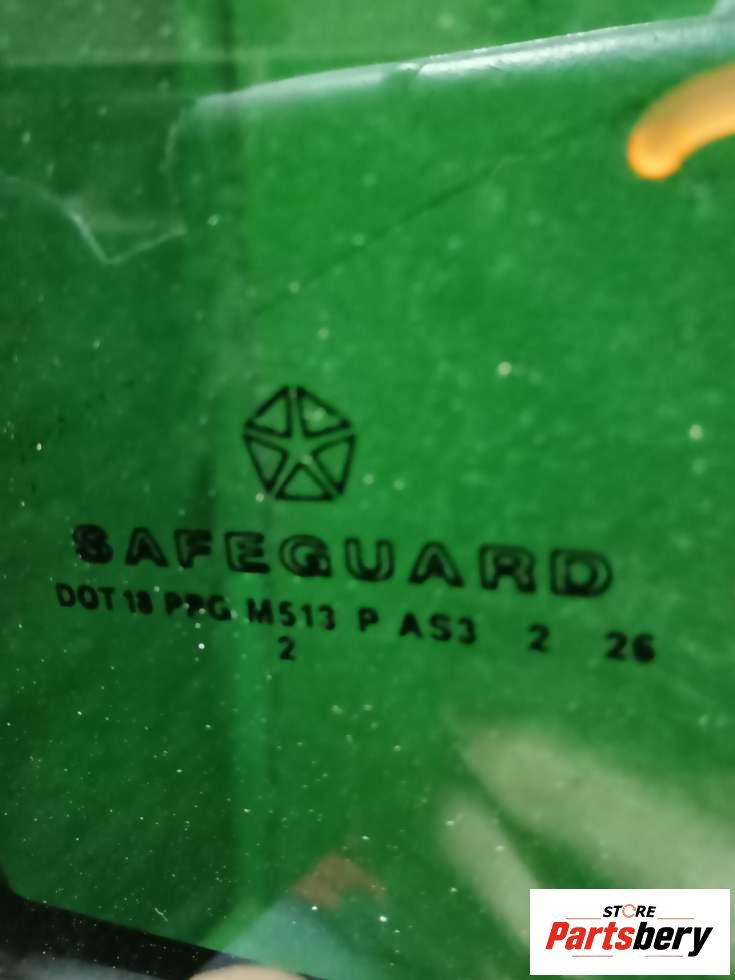 SAFEGUARD
DOT 18 PPG M513 P AS3 2 26
2
STORE
Partsbery